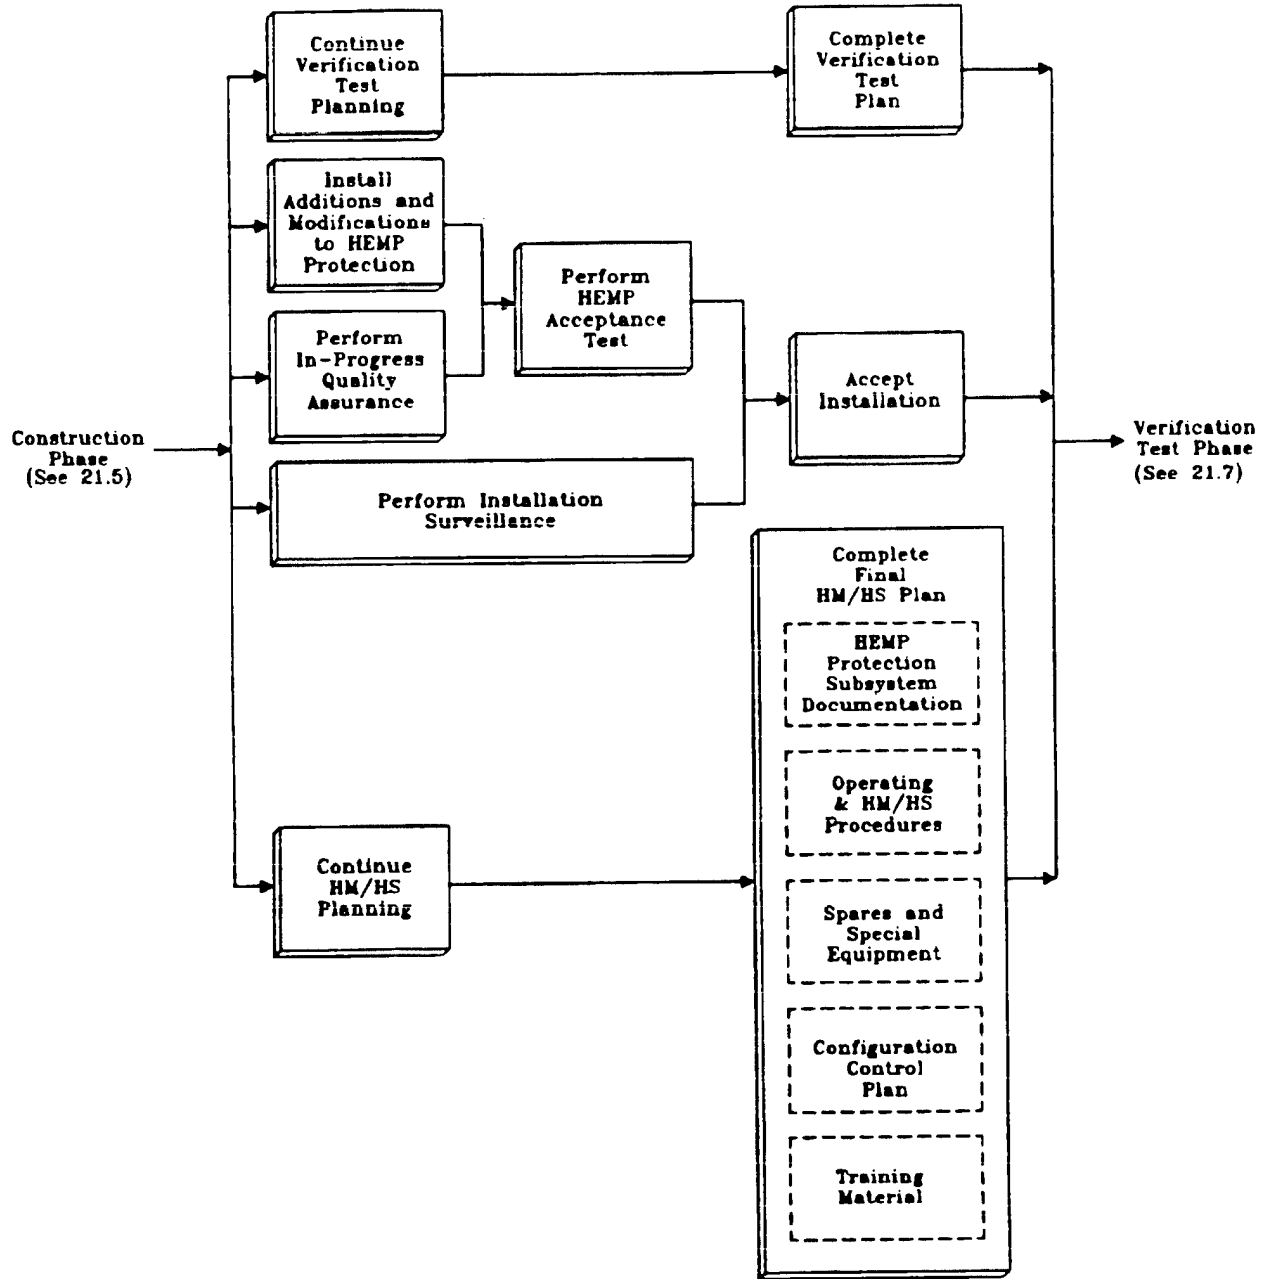 Continue
Verification
Test
Planning
Complete
Verification
Test
Plan
Install
Additions and
Modifications
to HEMP
Protection
Perform
HEMP
Acceptance
Test
Perform
In-Progress
Quality
Assurance
Accept
Installation
Construction
Phase
(See 21.5)
Verification
Test Phase
(See 21.7)
Perform Installation
Surveillance
Complete
Final
HM/HS Plan
HEMP
Protection
Subsystem
Documentation
Operating
& HM/HS
Procedures
Continue
HM/HS
Planning
Spares and
Special
Equipment
Configuration
Control
Plan
Training
Material